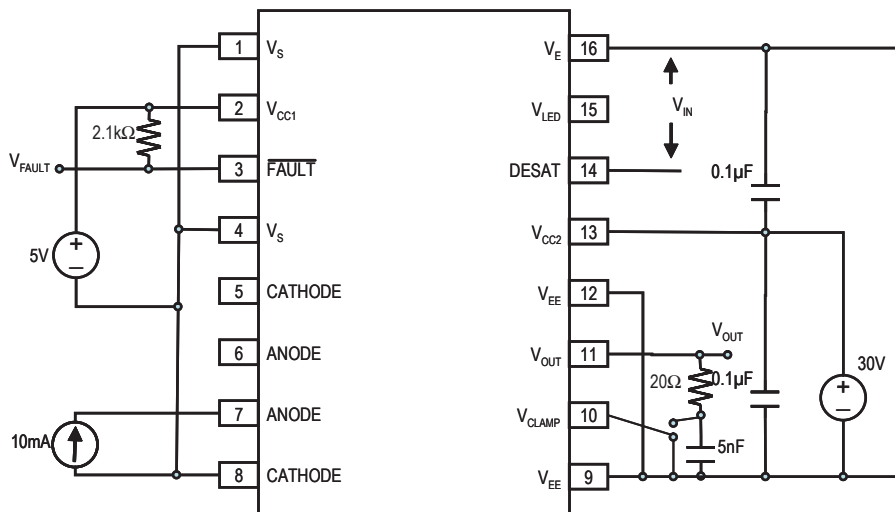 1 V_S
2 V_CC1
3 FAULT
4 V_S
5 CATHODE
6 ANODE
7 ANODE
8 CATHODE
2.1kΩ
V_FAULT
5V
+
–
10mA
V_E 16
V_LED 15
DESAT 14
V_CC2 13
V_EE 12
V_OUT 11
V_CLAMP 10
V_EE 9
V_IN
0.1µF
V_OUT
20Ω
0.1µF
5nF
30V
+
–